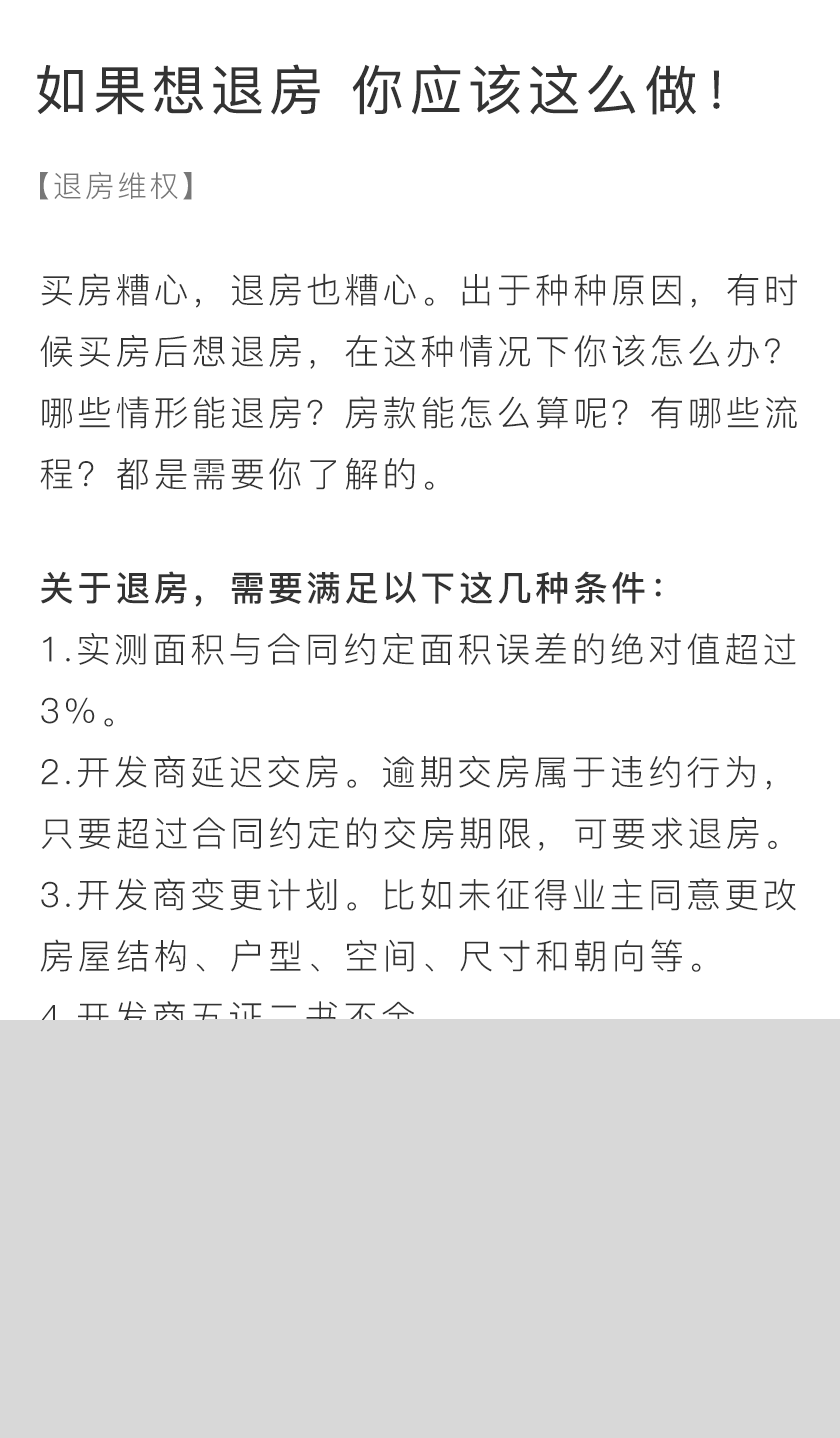 如果想退房 你应该这么做！
【退房维权】
买房糟心，退房也糟心。出于种种原因，有时
候买房后想退房，在这种情况下你该怎么办？
哪些情形能退房？房款能怎么算呢？有哪些流
程？都是需要你了解的。
关于退房，需要满足以下这几种条件：
1.实测面积与合同约定面积误差的绝对值超过
3%。
2.开发商延迟交房。逾期交房属于违约行为，
只要超过合同约定的交房期限，可要求退房。
3.开发商变更计划。比如未征得业主同意更改
房屋结构、户型、空间、尺寸和朝向等。
4.开发商五证二书不全